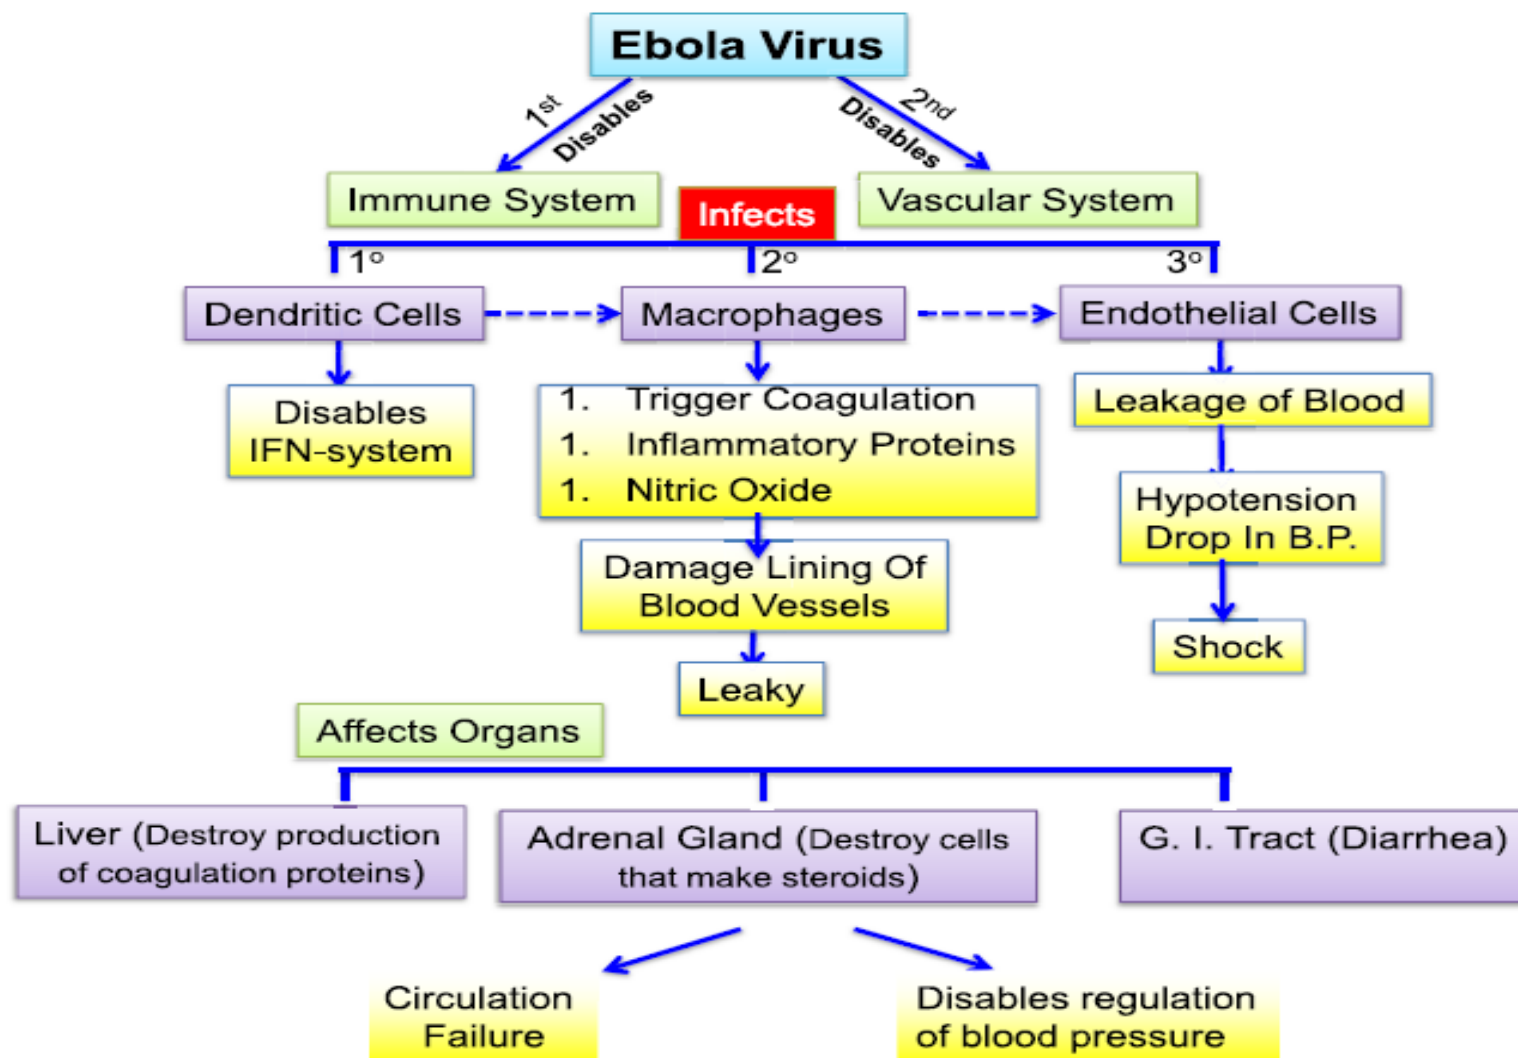 Ebola Virus
1st
Disables
2nd
Disables
Immune System
Vascular System
Infects
1o
2o
3o
Dendritic Cells
Macrophages
Endothelial Cells
Disables
IFN-system
1. Trigger Coagulation
1. Inflammatory Proteins
1. Nitric Oxide
Leakage of Blood
Hypotension
Drop In B.P.
Damage Lining Of
Blood Vessels
Shock
Leaky
Affects Organs
Liver (Destroy production
of coagulation proteins)
Adrenal Gland (Destroy cells
that make steroids)
G. I. Tract (Diarrhea)
Circulation
Failure
Disables regulation
of blood pressure